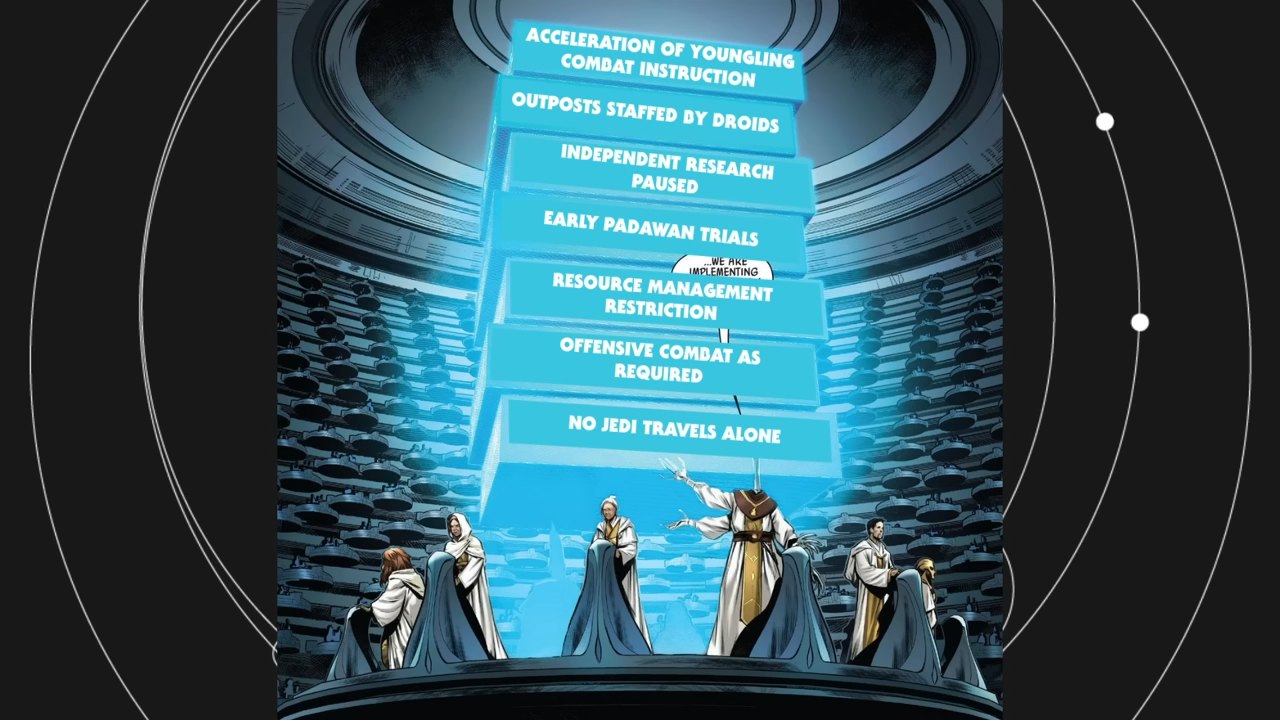 ACCELERATION OF YOUNGLING
COMBAT INSTRUCTION
OUTPOSTS STAFFED BY DROIDS
INDEPENDENT RESEARCH
PAUSED
EARLY PADAWAN TRIALS
...WE ARE
IMPLEMENTING
RESOURCE MANAGEMENT
RESTRICTION
OFFENSIVE COMBAT AS
REQUIRED
NO JEDI TRAVELS ALONE